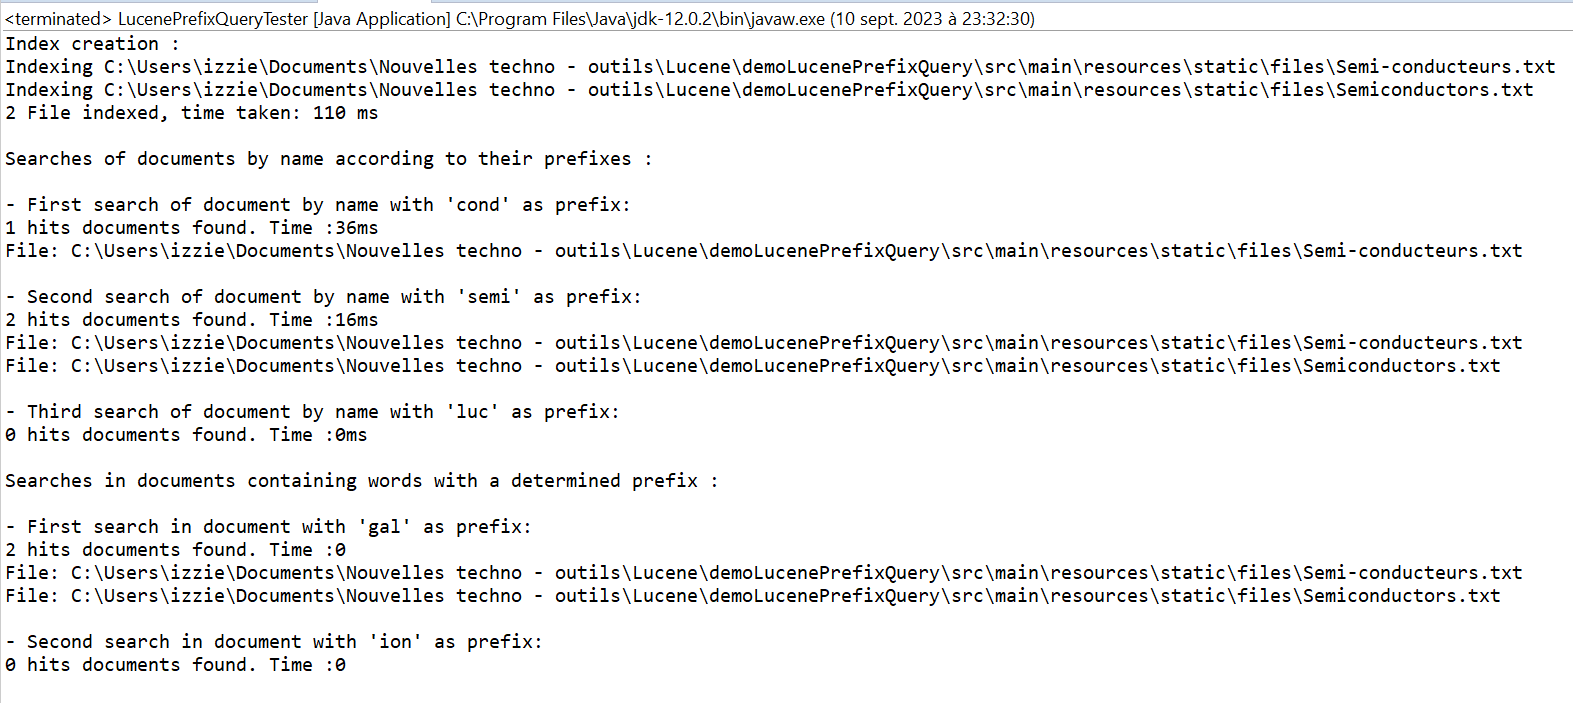 <terminated> LucenePrefixQueryTester [Java Application] C:\Program Files\Java\jdk-12.0.2\bin\javaw.exe (10 sept. 2023 à 23:32:30)
Index creation :
Indexing C:\Users\izzie\Documents\Nouvelles techno - outils\Lucene\demoLucenePrefixQuery\src\main\resources\static\files\Semi-conducteurs.txt
Indexing C:\Users\izzie\Documents\Nouvelles techno - outils\Lucene\demoLucenePrefixQuery\src\main\resources\static\files\Semiconductors.txt
2 File indexed, time taken: 110 ms
Searches of documents by name according to their prefixes :
- First search of document by name with 'cond' as prefix:
1 hits documents found. Time :36ms
File: C:\Users\izzie\Documents\Nouvelles techno - outils\Lucene\demoLucenePrefixQuery\src\main\resources\static\files\Semi-conducteurs.txt
- Second search of document by name with 'semi' as prefix:
2 hits documents found. Time :16ms
File: C:\Users\izzie\Documents\Nouvelles techno - outils\Lucene\demoLucenePrefixQuery\src\main\resources\static\files\Semi-conducteurs.txt
File: C:\Users\izzie\Documents\Nouvelles techno - outils\Lucene\demoLucenePrefixQuery\src\main\resources\static\files\Semiconductors.txt
- Third search of document by name with 'luc' as prefix:
0 hits documents found. Time :0ms
Searches in documents containing words with a determined prefix :
- First search in document with 'gal' as prefix:
2 hits documents found. Time :0
File: C:\Users\izzie\Documents\Nouvelles techno - outils\Lucene\demoLucenePrefixQuery\src\main\resources\static\files\Semi-conducteurs.txt
File: C:\Users\izzie\Documents\Nouvelles techno - outils\Lucene\demoLucenePrefixQuery\src\main\resources\static\files\Semiconductors.txt
- Second search in document with 'ion' as prefix:
0 hits documents found. Time :0